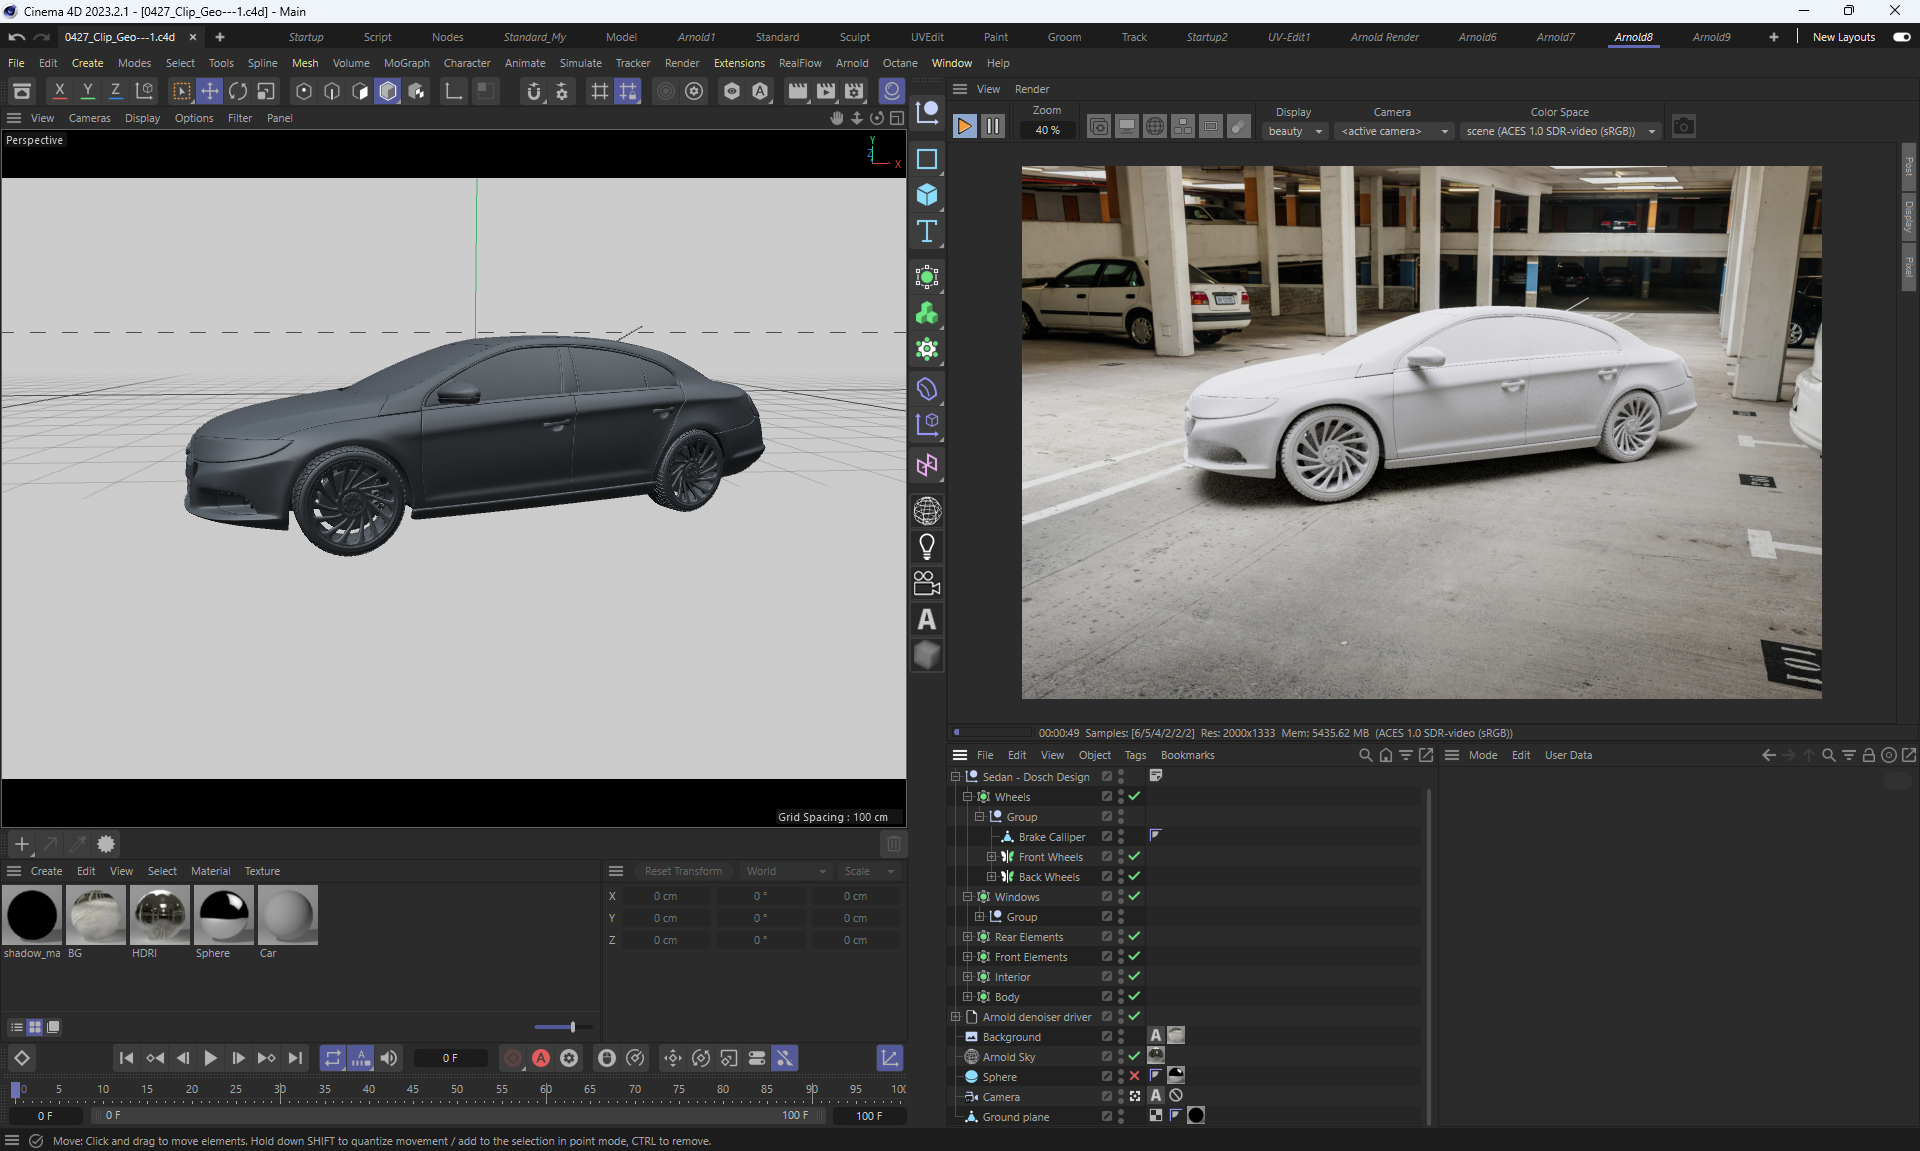 Cinema 4D 2023.2.1 - [0427_Clip_Geo---1.c4d] - Main
0427_Clip_Geo---1.c4d Startup Script Nodes Standard_My Model Arnold1 Standard Sculpt UVEdit Paint Groom Track Startup2 UV-Edit1 Arnold Render Arnold6 Arnold7 Arnold8 Arnold9 New Layouts
File Edit Create Modes Select Tools Spline Mesh Volume MoGraph Character Animate Simulate Tracker Render Extensions RealFlow Arnold Octane Window Help
X Y Z
View Render
View Cameras Display Options Filter Panel
Zoom Display Camera Color Space
40 % beauty <active camera> scene (ACES 1.0 SDR-video (sRGB))
Perspective
Y
Z
X
Post
Display
Pixel
101
Grid Spacing : 100 cm
00:00:49 Samples: [6/5/4/2/2/2] Res: 2000x1333 Mem: 5435.62 MB (ACES 1.0 SDR-video (sRGB))
File Edit View Object Tags Bookmarks
Mode Edit User Data
Sedan - Dosch Design
Wheels
Group
Brake Calliper
Front Wheels
Back Wheels
Windows
Group
Rear Elements
Front Elements
Interior
Body
Arnold denoiser driver
Background
Arnold Sky
Sphere
Camera
Ground plane
Create Edit View Select Material Texture
shadow_ma BG HDRI Sphere Car
Reset Transform World Scale
X 0 cm 0 ° 0 cm
Y 0 cm 0 ° 0 cm
Z 0 cm 0 ° 0 cm
0 F
0 5 10 15 20 25 30 35 40 45 50 55 60 65 70 75 80 85 90 95 100
0 F 0 F 100 F 100 F
Move: Click and drag to move elements. Hold down SHIFT to quantize movement / add to the selection in point mode, CTRL to remove.